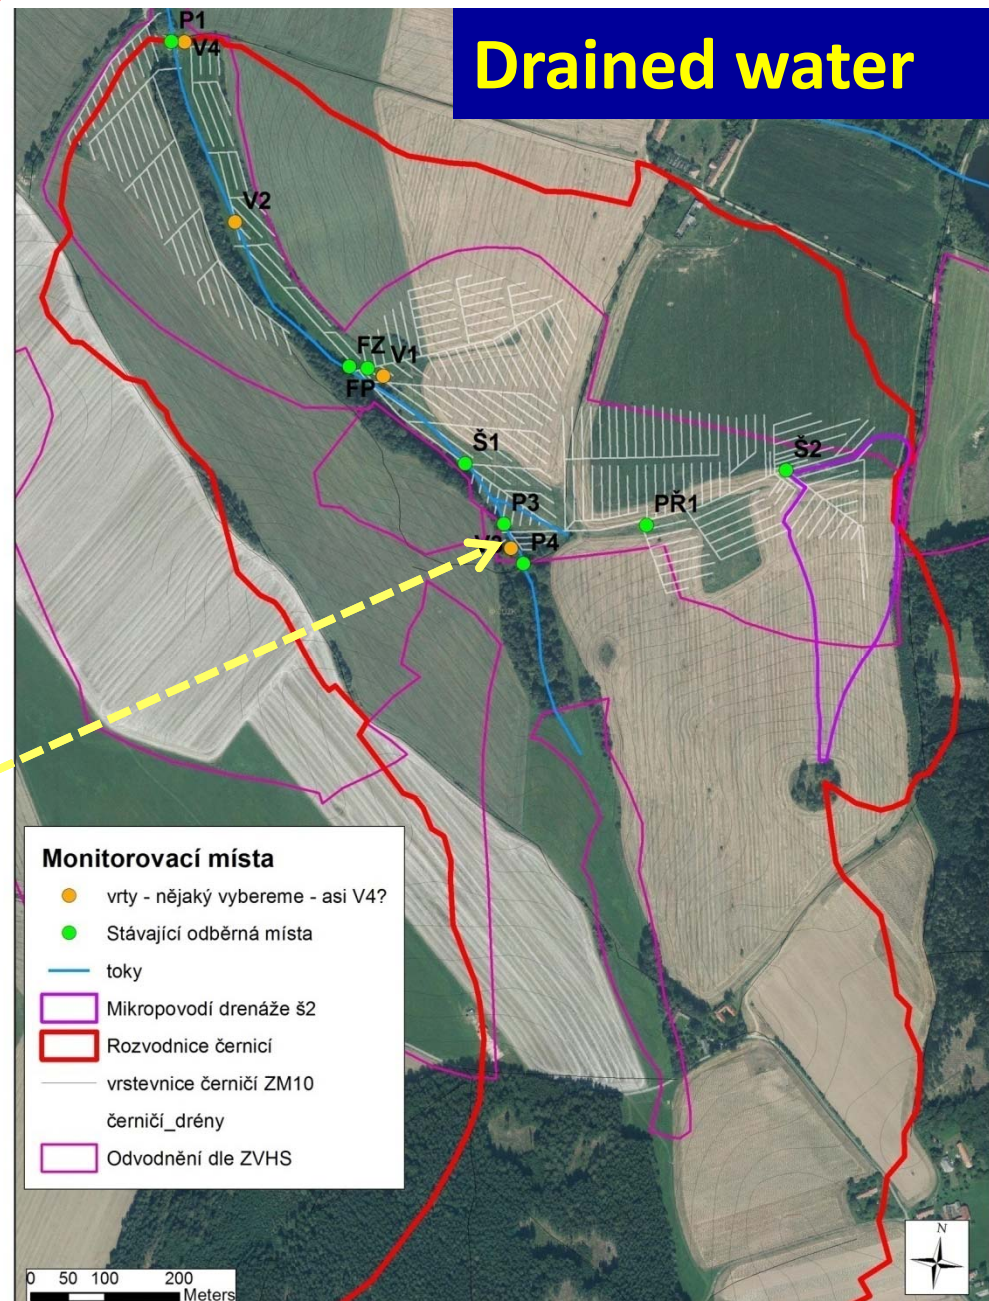 Drained water
P1
V4
V2
FZ
V1
FP
Š1
Š2
P3
PŘ1
P4
Monitorovací místa
vrty - nějaký vybereme - asi V4?
Stávající odběrná místa
toky
Mikropovodí drenáže š2
Rozvodnice černicí
vrstevnice černičí ZM10
černičí_drény
Odvodnění dle ZVHS
N
0 50 100 200
Meters